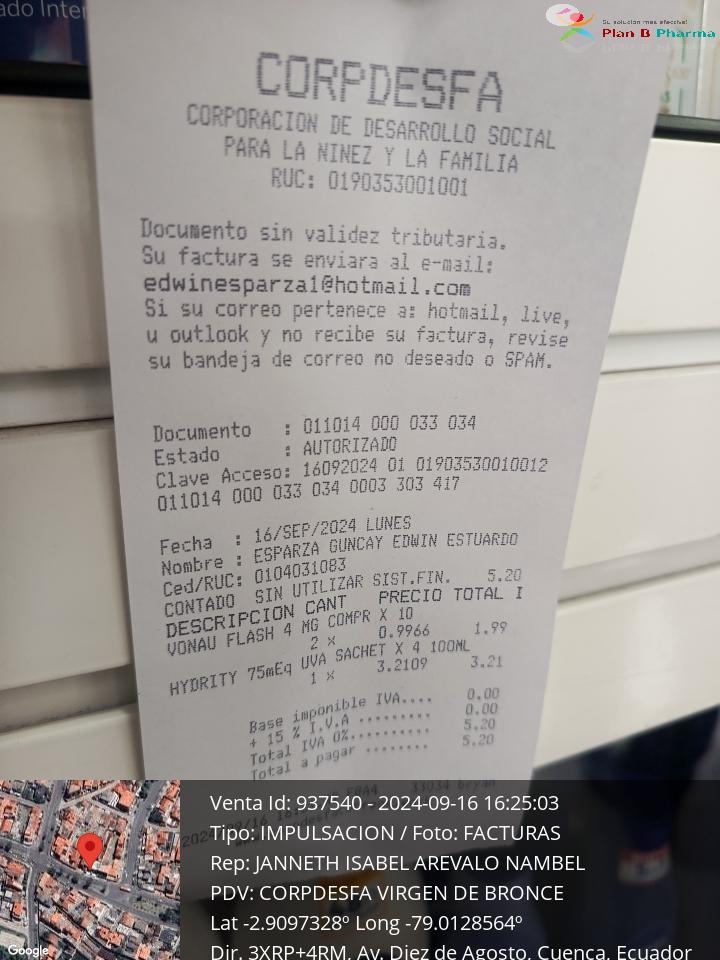 ado Inter
Su solución más efectiva!
Plan B Pharma
CORPDESFA
CORPORACION DE DESARROLLO SOCIAL
PARA LA NINEZ Y LA FAMILIA
RUC: 0190353001001
Documento sin validez tributaria.
Su factura se enviara al e-mail:
edwinesparza1@hotmail.com
Si su correo pertenece a: hotmail, live,
u outlook y no recibe su factura, revise
su bandeja de correo no deseado o SPAM.
Documento : 011014 000 033 034
Estado : AUTORIZADO
Clave Acceso: 16092024 01 01903530010012
011014 000 033 034 0003 303 417
Fecha : 16/SEP/2024 LUNES
Nombre : ESPARZA GUNCAY EDWIN ESTUARDO
Ced/RUC: 0104031083
CONTADO SIN UTILIZAR SIST.FIN. 5.20
DESCRIPCION CANT PRECIO TOTAL I
VONAU FLASH 4 MG COMPR X 10
2 x 0.9966 1.99
HYDRITY 75mEq UVA SACHET X 4 100ML
1 x 3.2109 3.21
Base imponible IVA.... 0.00
+ 15 % I.V.A ......... 0.00
Total IVA 0%.......... 5.20
Total a pagar ........ 5.20
33034 bryan
Venta Id: 937540 - 2024-09-16 16:25:03
Tipo: IMPULSACION / Foto: FACTURAS
Rep: JANNETH ISABEL AREVALO NAMBEL
PDV: CORPDESFA VIRGEN DE BRONCE
Lat -2.9097328º Long -79.0128564º
Dir. 3XRP+4RM, Av. Diez de Agosto, Cuenca, Ecuador
Google